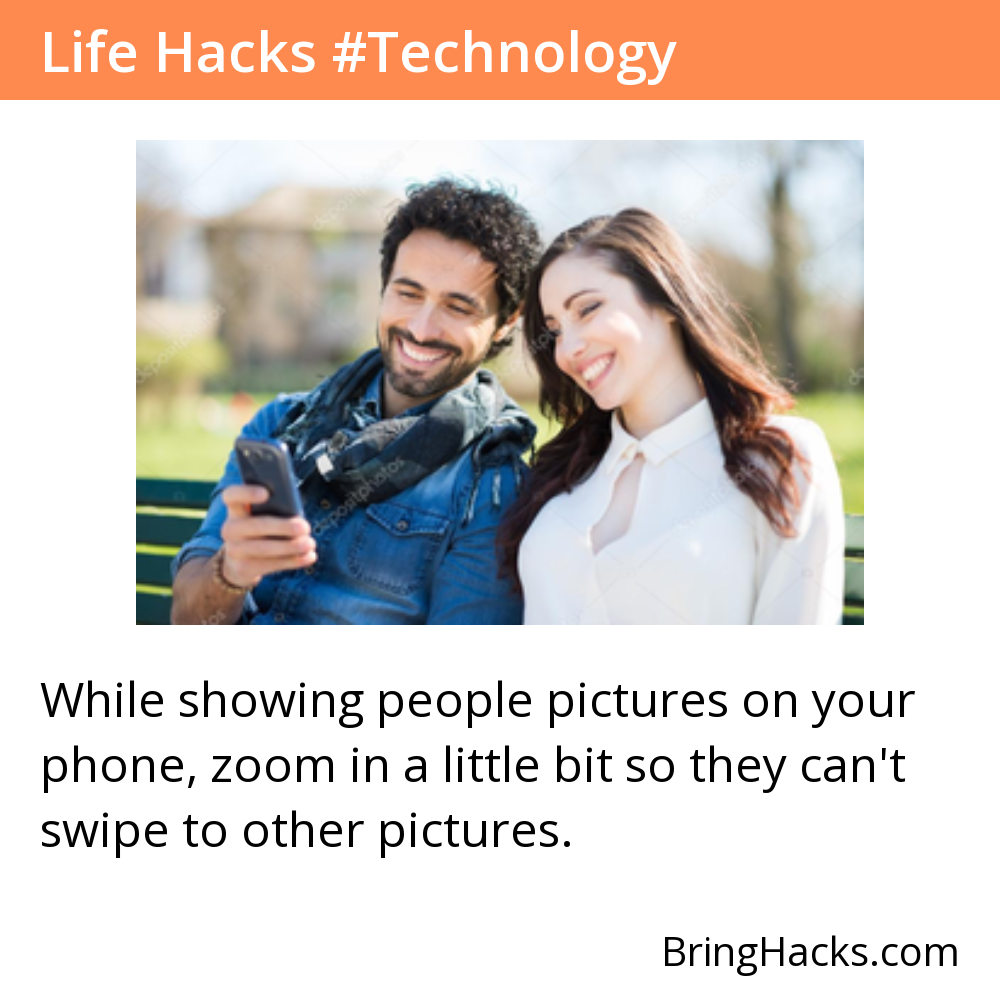 Life Hacks #Technology
depositphotos
While showing people pictures on your
phone, zoom in a little bit so they can't
swipe to other pictures.
BringHacks.com